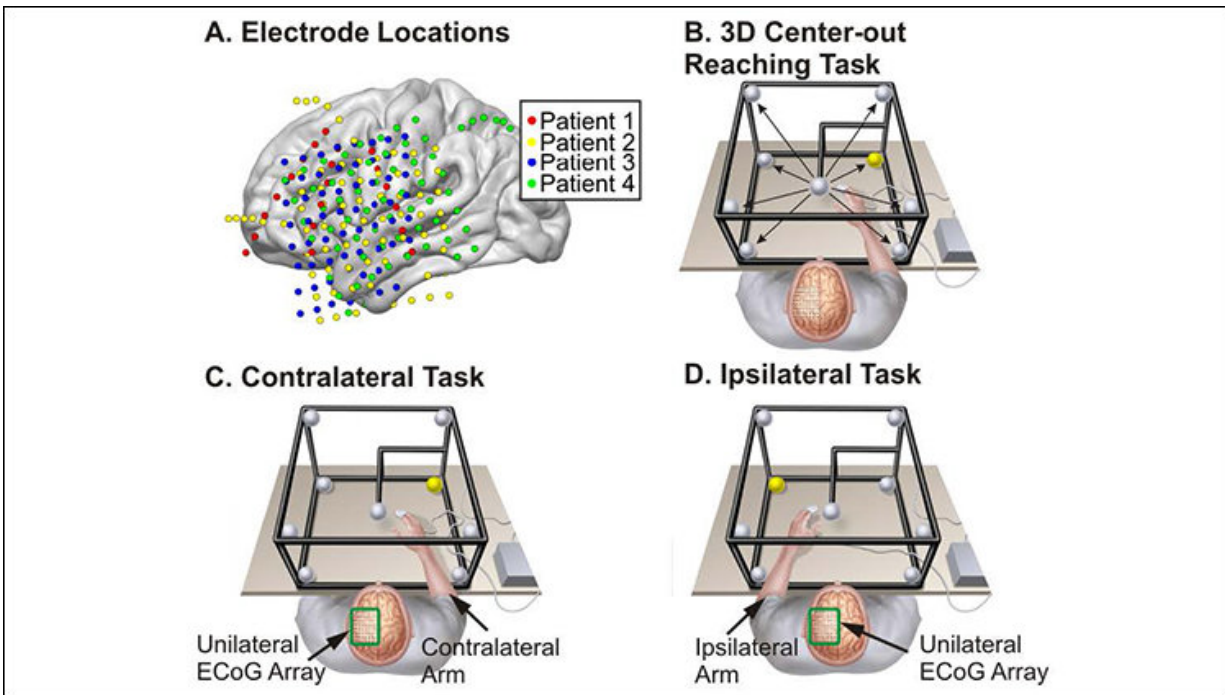 A. Electrode Locations
Patient 1
Patient 2
Patient 3
Patient 4
B. 3D Center-out
Reaching Task
C. Contralateral Task
Unilateral
ECoG Array
Contralateral
Arm
D. Ipsilateral Task
Ipsilateral
Arm
Unilateral
ECoG Array